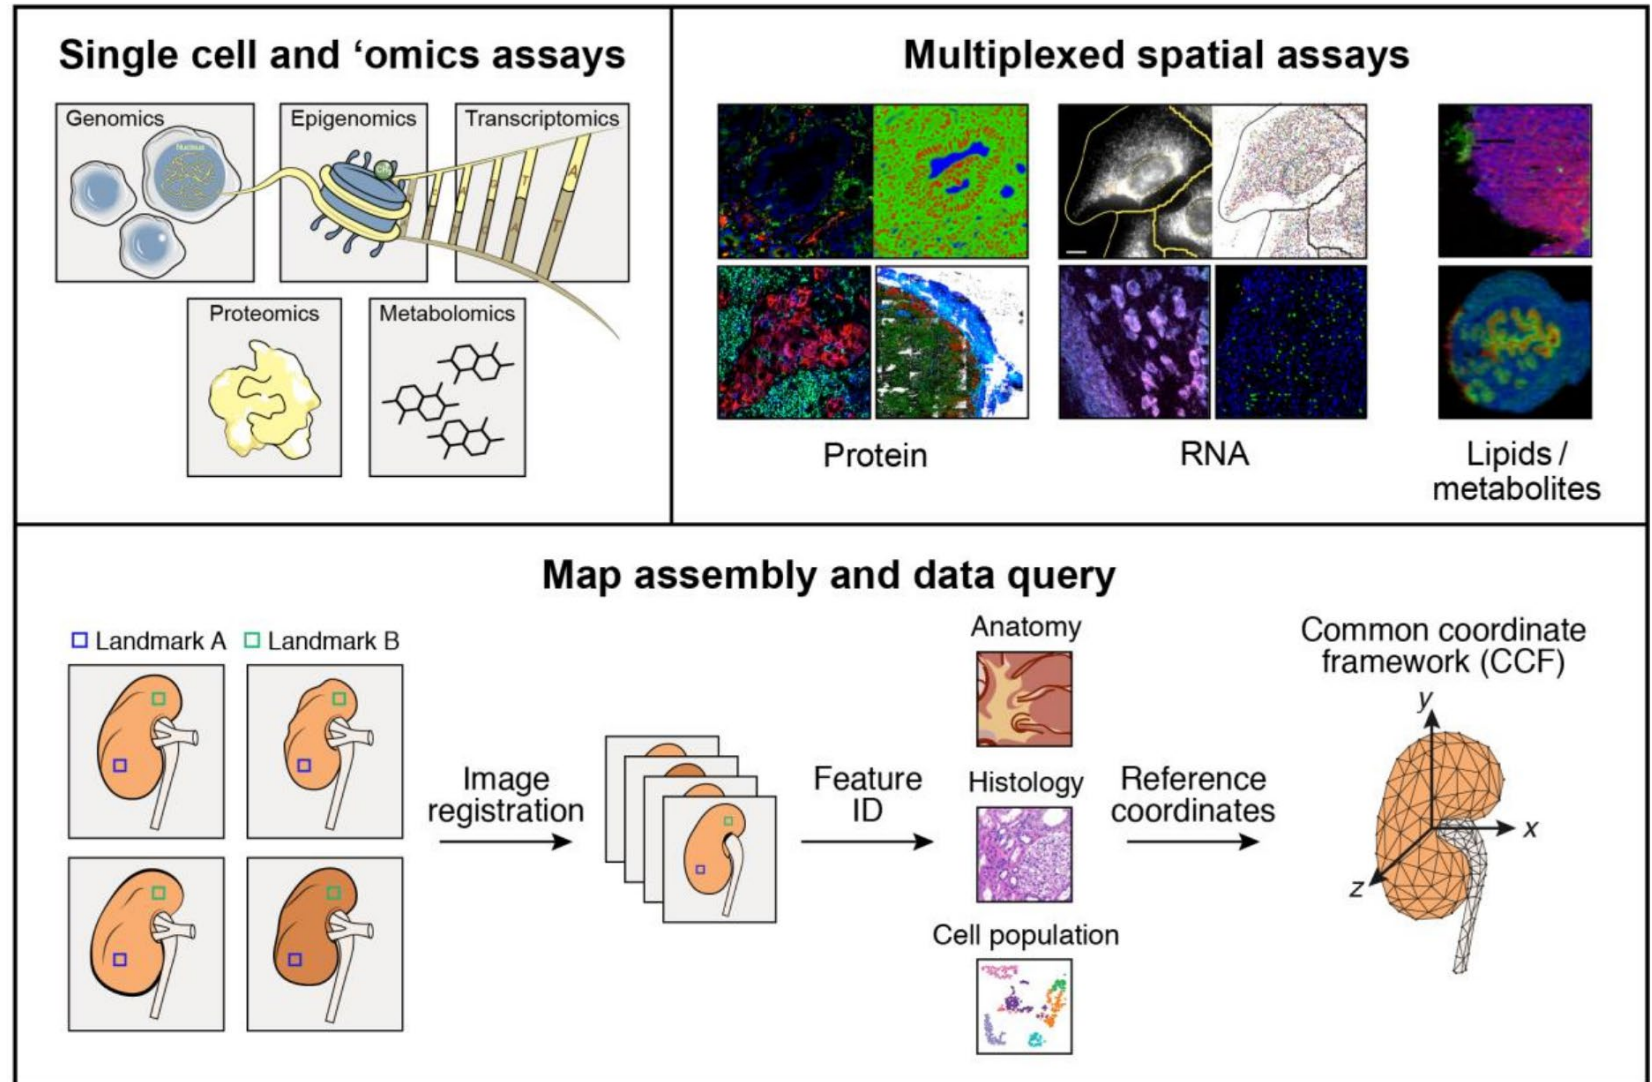 Single cell and ‘omics assays
Genomics
Nucleus
Epigenomics
CH₃
Transcriptomics
A
T
T
A
Proteomics
Metabolomics
Multiplexed spatial assays
Protein
RNA
Lipids /
metabolites
Map assembly and data query
Landmark A
Landmark B
Image
registration
Feature
ID
Anatomy
Histology
Cell population
Reference
coordinates
Common coordinate
framework (CCF)
y
x
z